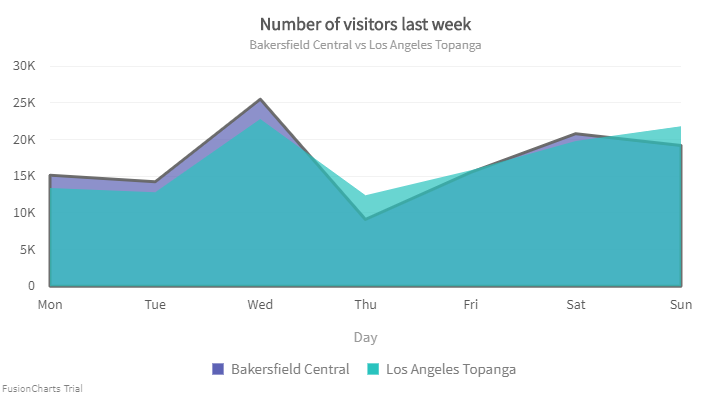 Number of visitors last week
Bakersfield Central vs Los Angeles Topanga
30K
25K
20K
15K
10K
5K
0
Mon Tue Wed Thu Fri Sat Sun
Day
Bakersfield Central Los Angeles Topanga
FusionCharts Trial